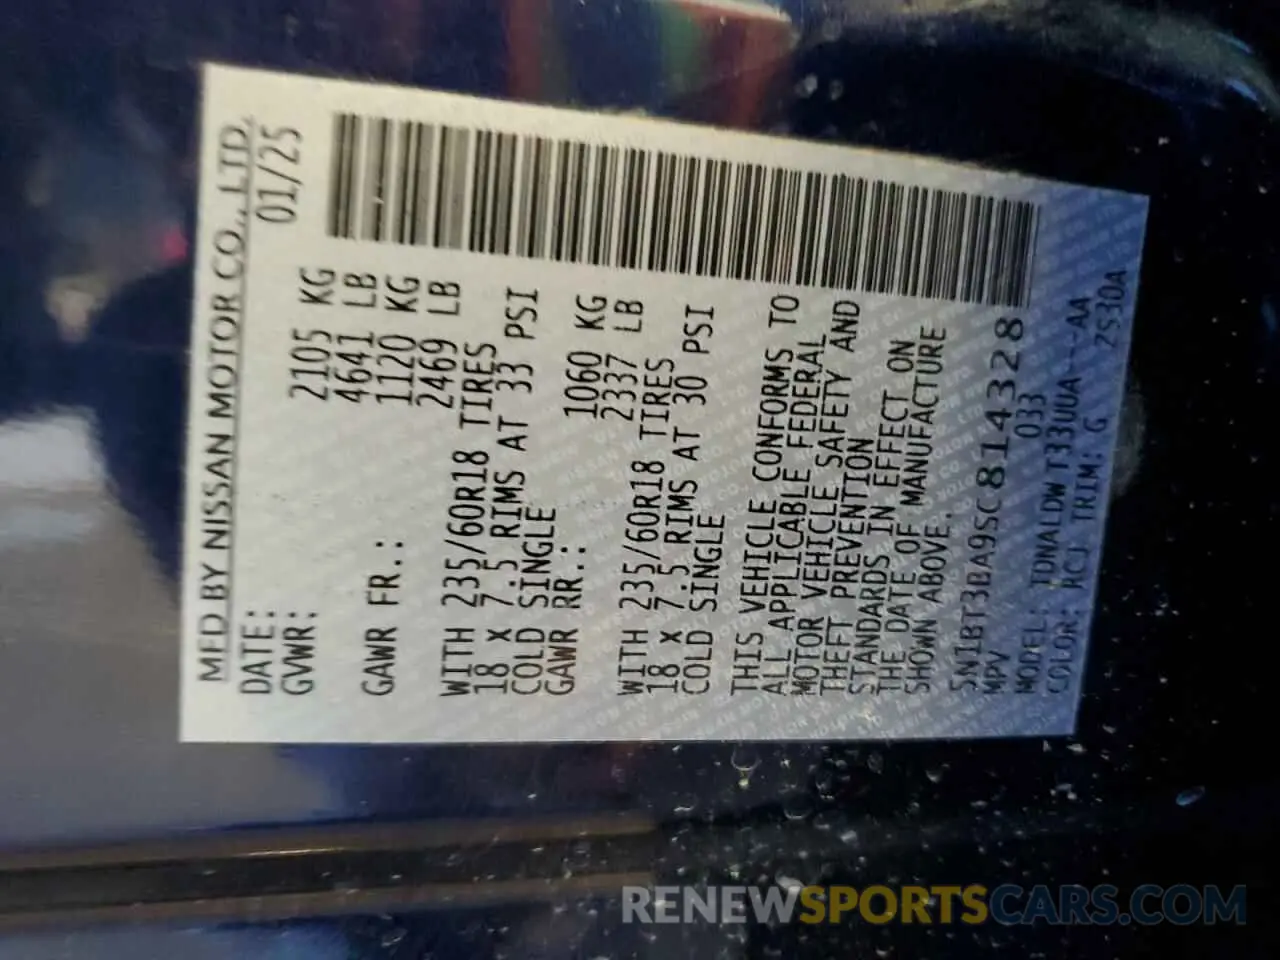 MFD BY NISSAN MOTOR CO., LTD.
DATE: 01/25
GVWR: 2105 KG
4641 LB
GAWR FR.: 1120 KG
2469 LB
WITH 235/60R18 TIRES
18 x 7.5 RIMS AT 33 PSI
COLD SINGLE
GAWR RR.: 1060 KG
2337 LB
WITH 235/60R18 TIRES
18 x 7.5 RIMS AT 30 PSI
COLD SINGLE
THIS VEHICLE CONFORMS TO
ALL APPLICABLE FEDERAL
MOTOR VEHICLE SAFETY AND
THEFT PREVENTION
STANDARDS IN EFFECT ON
THE DATE OF MANUFACTURE
SHOWN ABOVE.
5N1BT3BA9SC814328
MPV 033
MODEL: TDNALDWT33UUA---AA
COLOR: RCJ TRIM: G 2S30A
RENEWSPORTSCARS.COM